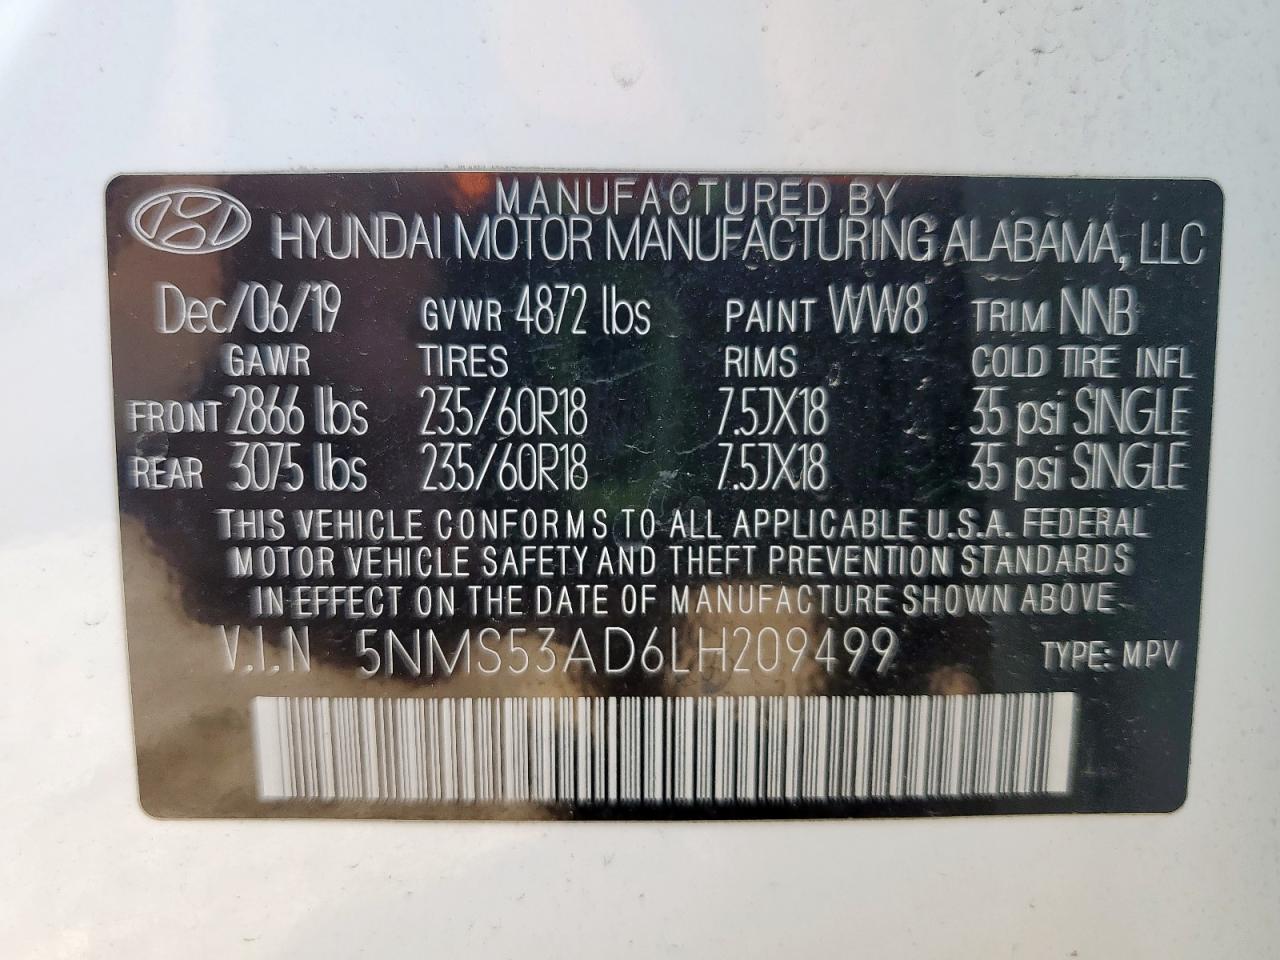 MANUFACTURED BY
HYUNDAI MOTOR MANUFACTURING ALABAMA, LLC
Dec/06/19 GVWR 4872 lbs PAINT WW8 TRIM NNB
GAWR TIRES RIMS COLD TIRE INFL
FRONT 2866 lbs 235/60R18 7.5JX18 35 psi SINGLE
REAR 3075 lbs 235/60R18 7.5JX18 35 psi SINGLE
THIS VEHICLE CONFORMS TO ALL APPLICABLE U.S.A. FEDERAL
MOTOR VEHICLE SAFETY AND THEFT PREVENTION STANDARDS
IN EFFECT ON THE DATE OF MANUFACTURE SHOWN ABOVE.
V.I.N 5NMS53AD6LH209499 TYPE: MPV